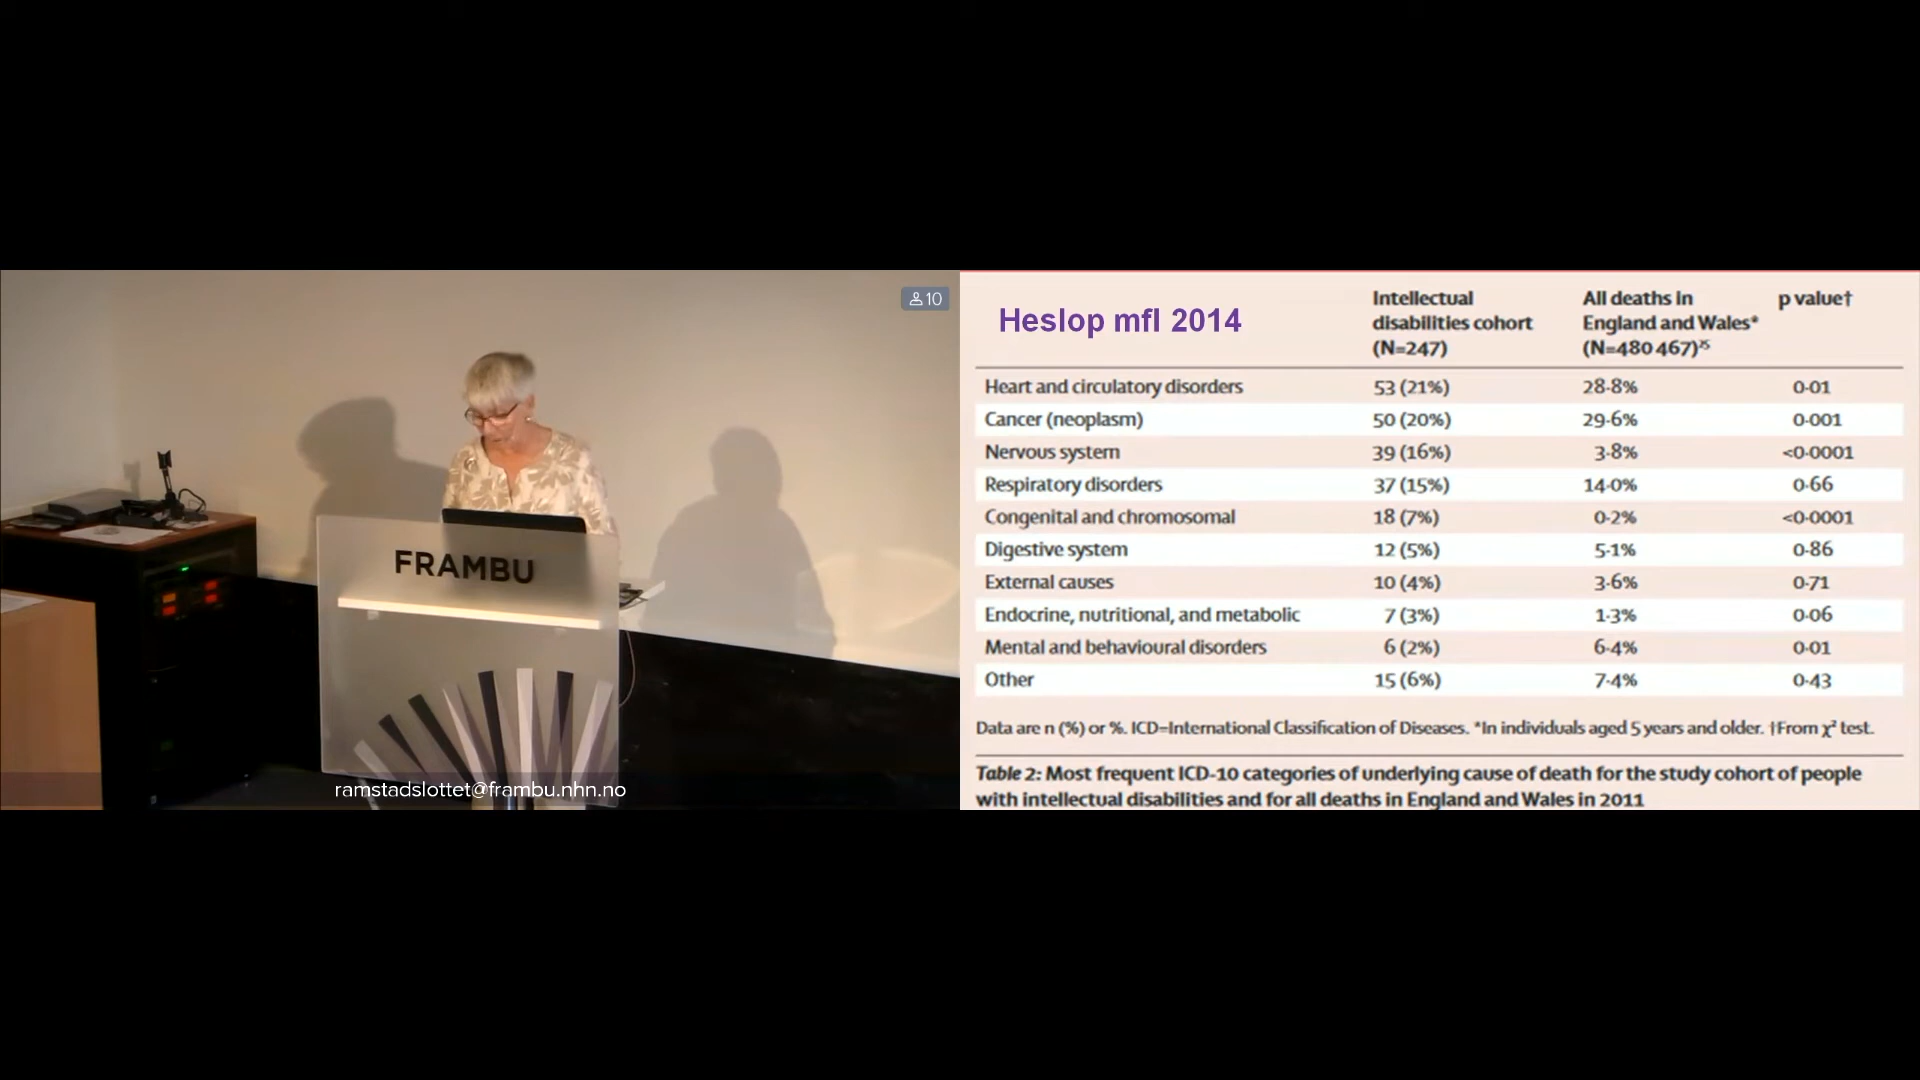 10
FRAMBU
ramstadslottet@frambu.nhn.no
Heslop mfl 2014
Intellectual disabilities cohort (N=247)
All deaths in England and Wales* (N=480 467)²⁵
p value†
Heart and circulatory disorders 53 (21%) 28·8% 0·01
Cancer (neoplasm) 50 (20%) 29·6% 0·001
Nervous system 39 (16%) 3·8% <0·0001
Respiratory disorders 37 (15%) 14·0% 0·66
Congenital and chromosomal 18 (7%) 0·2% <0·0001
Digestive system 12 (5%) 5·1% 0·86
External causes 10 (4%) 3·6% 0·71
Endocrine, nutritional, and metabolic 7 (3%) 1·3% 0·06
Mental and behavioural disorders 6 (2%) 6·4% 0·01
Other 15 (6%) 7·4% 0·43
Data are n (%) or %. ICD=International Classification of Diseases. *In individuals aged 5 years and older. †From χ² test.
Table 2: Most frequent ICD-10 categories of underlying cause of death for the study cohort of people
with intellectual disabilities and for all deaths in England and Wales in 2011